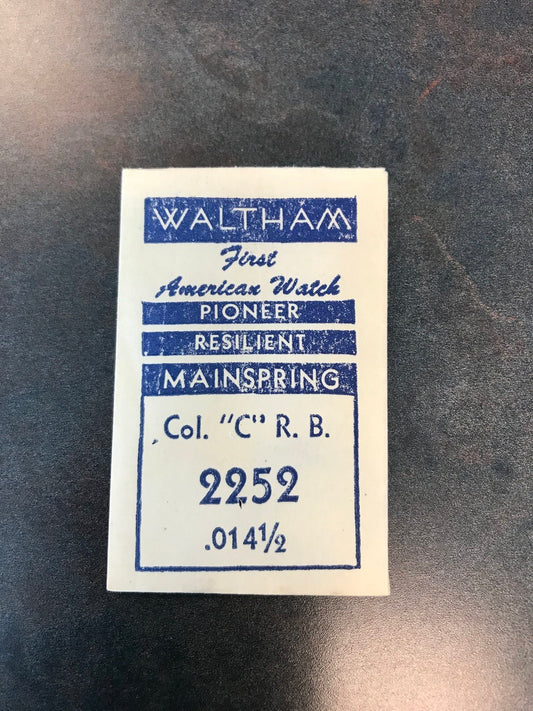 WALTHAM
First
American Watch
PIONEER
RESILIENT
MAINSPRING
Col. "C" R. B.
2252
.014½